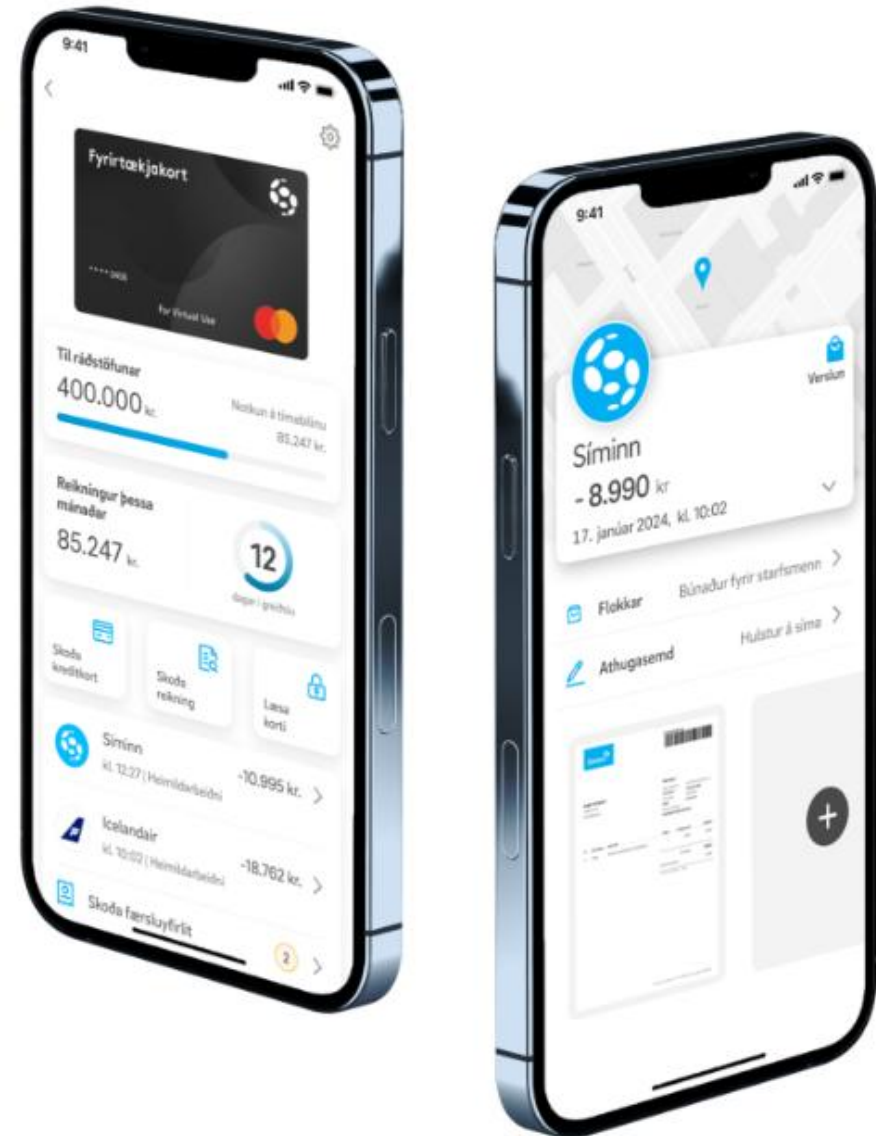 9:41
Fyrirtækjakort
For Virtual Use
Til ráðstöfunar
400.000 kr.
Notkun á tímabilinu
85.247 kr.
Reikningur þessa
mánaðar
85.247 kr.
12
dagar í greiðslu
Skoða
kreditkort
Skoða
reikning
Læsa
korti
Síminn
kl. 12:27 | Heimildarbeiðni
-10.995 kr.
Icelandair
kl. 10:02 | Heimildarbeiðni
-18.762 kr.
Skoða færsluyfirlit
2
9:41
Verslun
Síminn
- 8.990 kr
17. janúar 2024, kl. 10:02
Flokkar
Búnaður fyrir starfsmenn
Athugasemd
Hulstur á síma